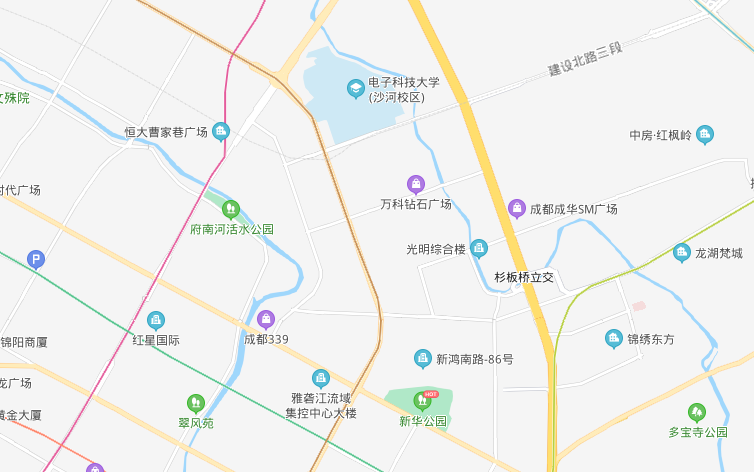 建设北路三段
电子科技大学
(沙河校区)
文殊院
恒大曹家巷广场
中房·红枫岭
时代广场
万科钻石广场
成都成华SM广场
府南河活水公园
光明综合楼
龙湖梵城
P
杉板桥立交
锦阳商厦
红星国际
成都339
锦绣东方
新鸿南路-86号
龙广场
雅砻江流域
集控中心大楼
HOT
黄金大厦
翠风苑
新华公园
多宝寺公园